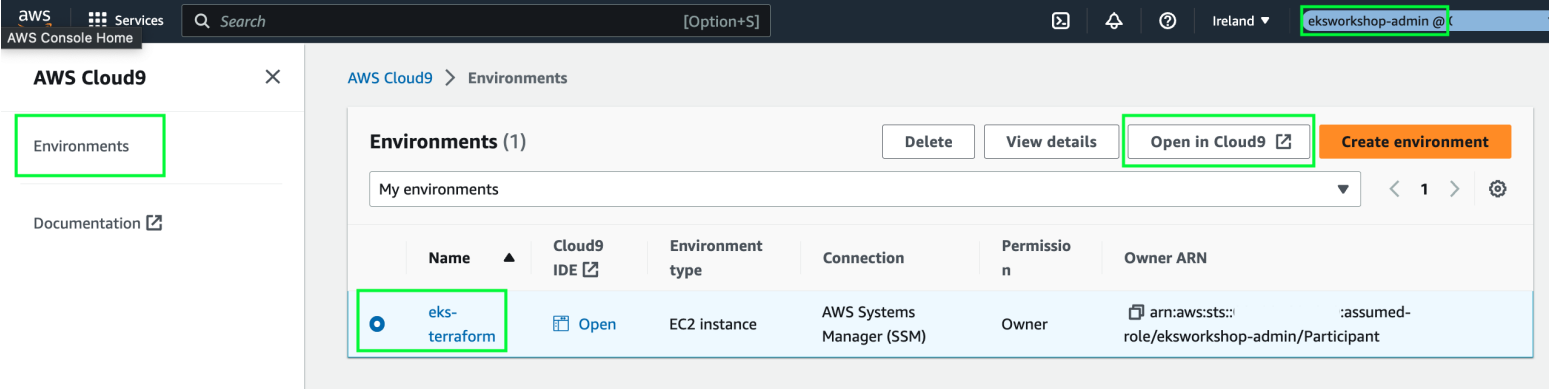 aws
Services
Search
[Option+S]
Ireland
eksworkshop-admin @
AWS Console Home
AWS Cloud9
Environments
Documentation
AWS Cloud9 > Environments
Environments (1)
Delete
View details
Open in Cloud9
Create environment
My environments
1
Name
Cloud9
IDE
Environment
type
Connection
Permissio
n
Owner ARN
eks-
terraform
Open
EC2 instance
AWS Systems
Manager (SSM)
Owner
arn:aws:sts:: :assumed-
role/eksworkshop-admin/Participant